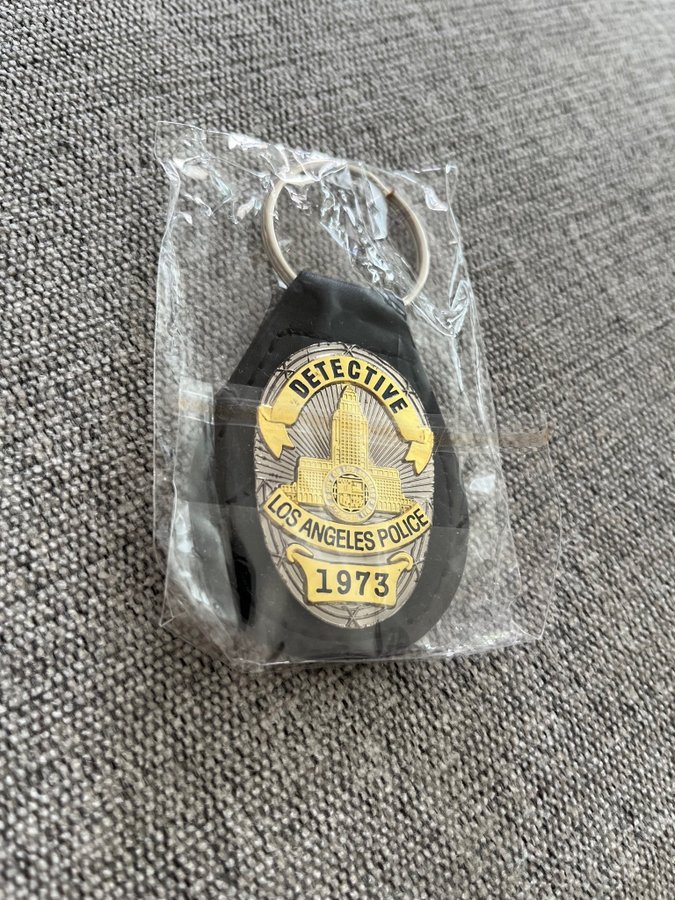 DETECTIVE
LOS ANGELES POLICE
1973